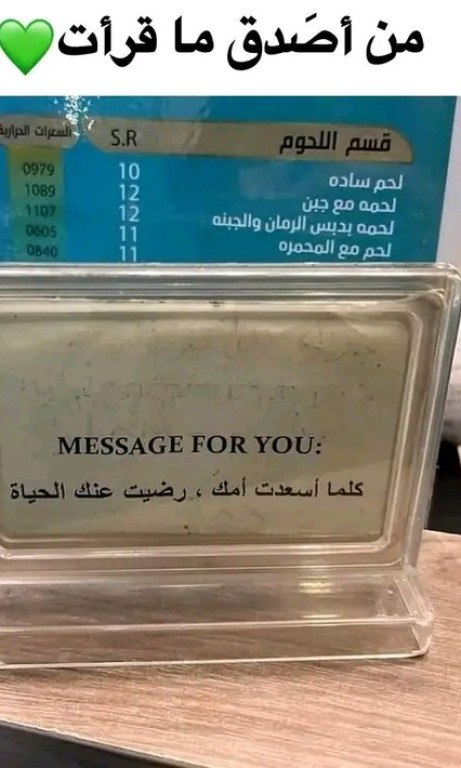 من أصَدق ما قرأت💚
قسم اللحوم S.R السعرات الحرارية
لحم ساده 10 0979
لحمه مع جبن 12 1089
لحمه بدبس الرمان والجبنه 12 1107
لحم مع المحمره 11 0605
11 0840
MESSAGE FOR YOU:
كلما أسعدت أمك ، رضيت عنك الحياة